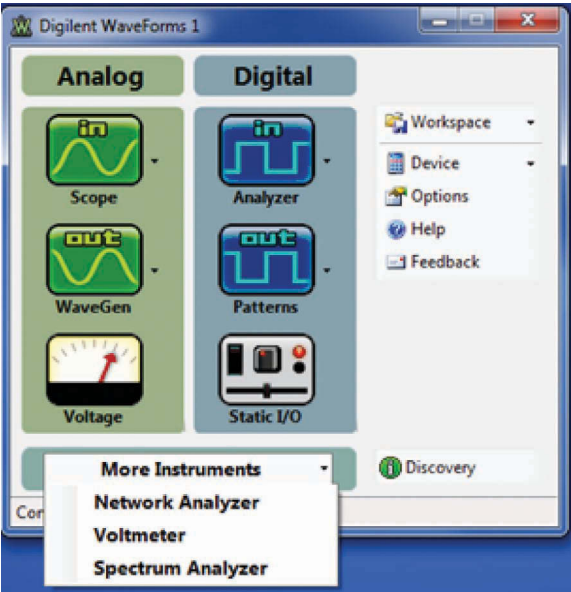 Digilent WaveForms 1
Analog
Digital
in
in
Scope
Analyzer
out
out
WaveGen
Patterns
Voltage
Static I/O
Workspace
Device
Options
Help
Feedback
More Instruments
Discovery
Network Analyzer
Voltmeter
Spectrum Analyzer
Con